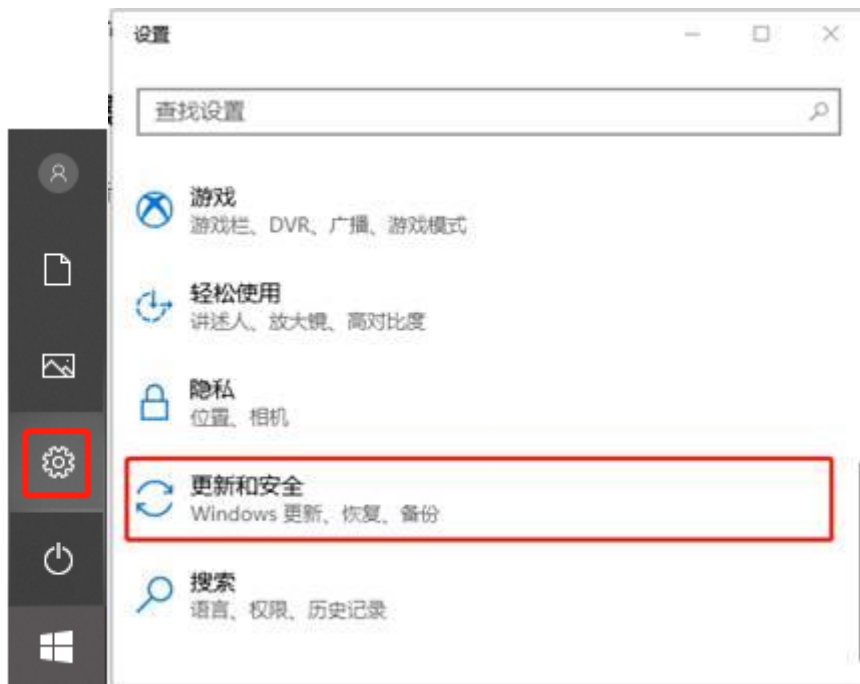 设置
查找设置
游戏
游戏栏、DVR、广播、游戏模式
轻松使用
讲述人、放大镜、高对比度
隐私
位置、相机
更新和安全
Windows 更新、恢复、备份
搜索
语言、权限、历史记录